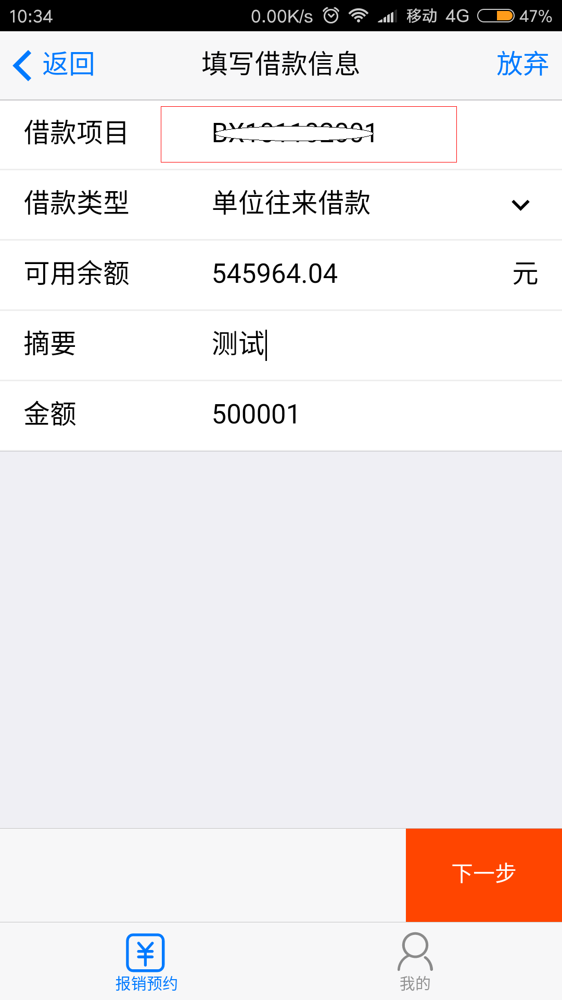 10:34 0.00K/s 移动 4G 47%
返回 填写借款信息 放弃
借款项目
借款类型 单位往来借款
可用余额 545964.04 元
摘要 测试
金额 500001
下一步
报销预约 我的